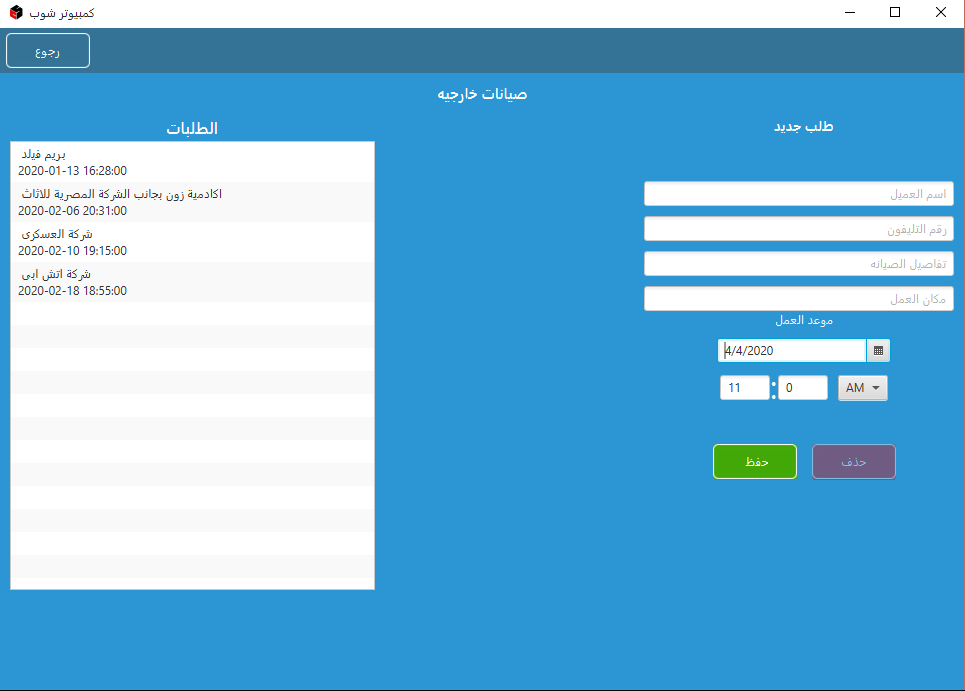 كمبيوتر شوب
رجوع
صيانات خارجيه
طلب جديد
اسم العميل
رقم التليفون
تفاصيل الصيانه
مكان العمل
موعد العمل
4/4/2020
11 : 0 AM
حفظ
حذف
الطلبات
بريم فيلد
2020-01-13 16:28:00
اكادمية زون بجانب الشركة المصرية للاثاث
2020-02-06 20:31:00
شركة العسكرى
2020-02-10 19:15:00
شركة اتش ابى
2020-02-18 18:55:00